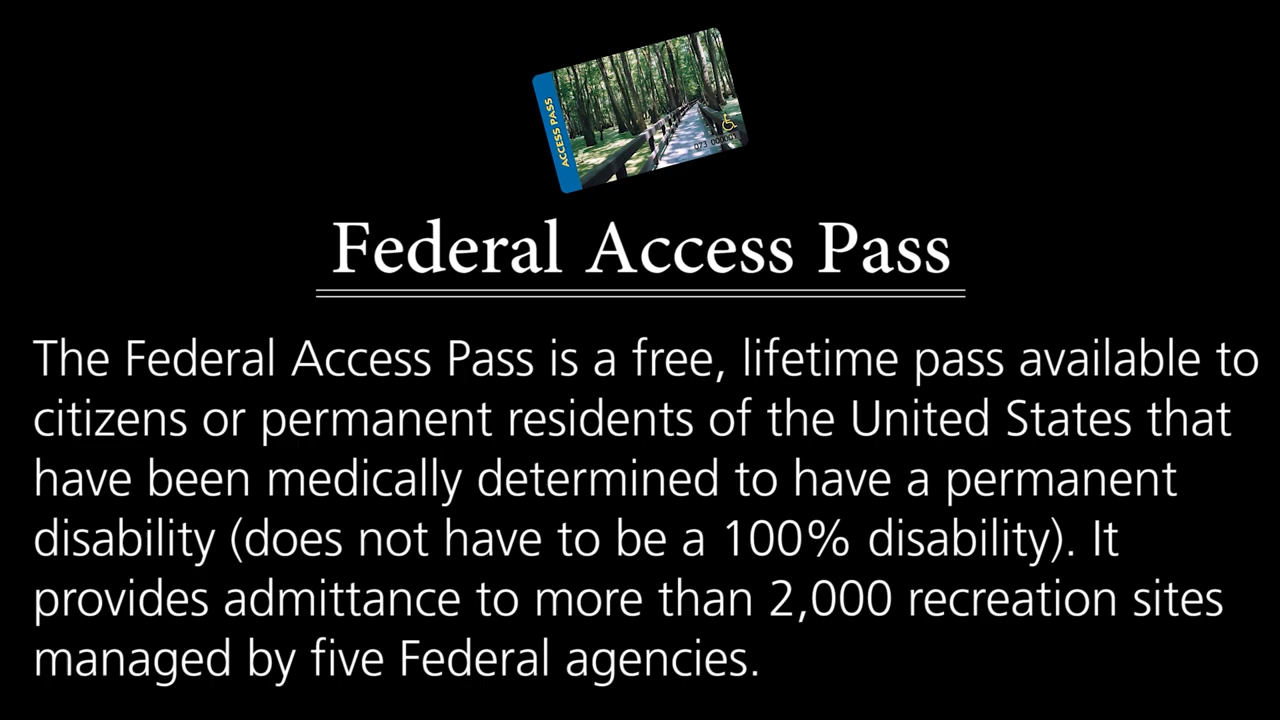 ACCESS PASS
Federal Access Pass
The Federal Access Pass is a free, lifetime pass available to
citizens or permanent residents of the United States that
have been medically determined to have a permanent
disability (does not have to be a 100% disability). It
provides admittance to more than 2,000 recreation sites
managed by five Federal agencies.